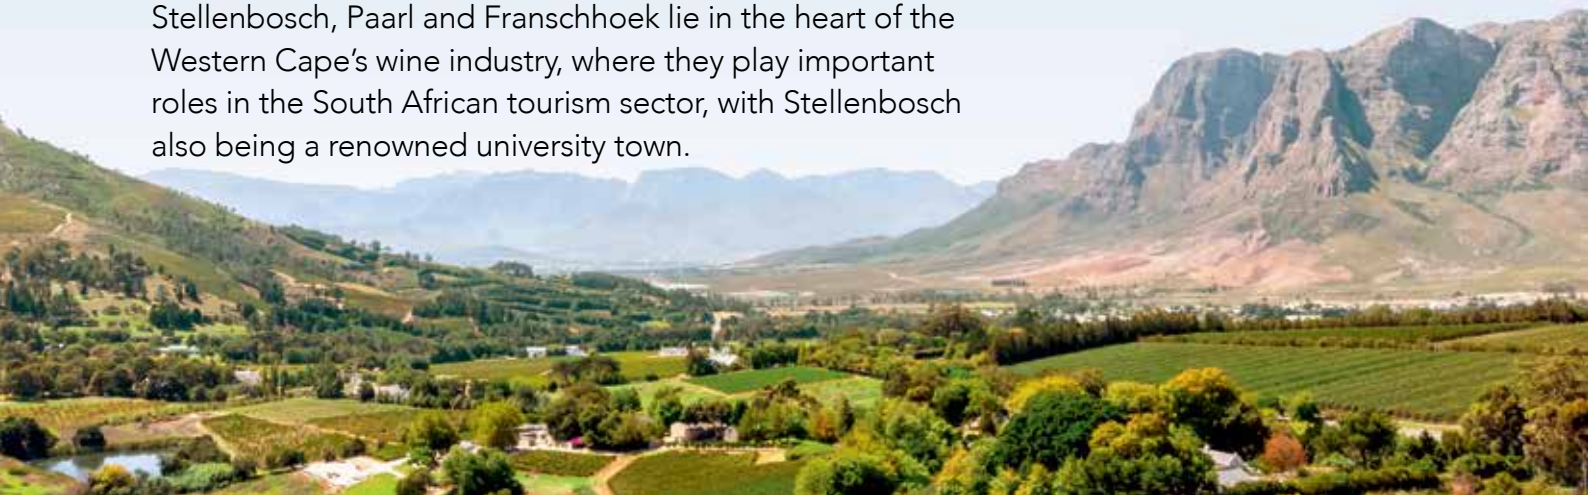 Stellenbosch, Paarl and Franschhoek lie in the heart of the
Western Cape’s wine industry, where they play important
roles in the South African tourism sector, with Stellenbosch
also being a renowned university town.